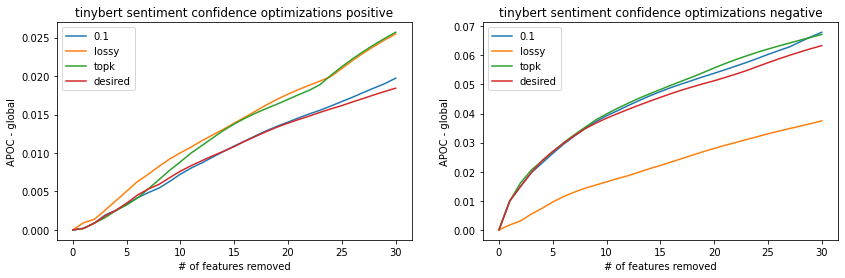 tinybert sentiment confidence optimizations positive
APOC - global
0.025
0.020
0.015
0.010
0.005
0.000
0.1
lossy
topk
desired
0
5
10
15
20
25
30
# of features removed
tinybert sentiment confidence optimizations negative
APOC - global
0.07
0.06
0.05
0.04
0.03
0.02
0.01
0.00
0.1
lossy
topk
desired
0
5
10
15
20
25
30
# of features removed